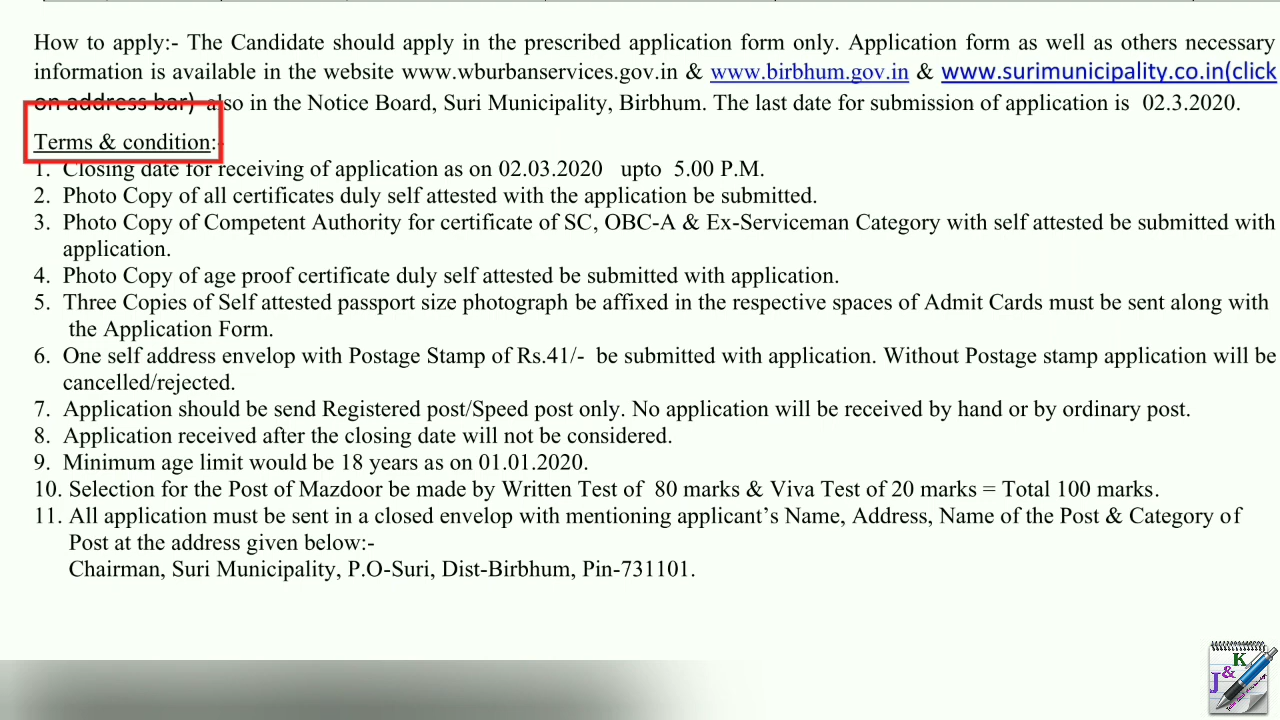 How to apply:- The Candidate should apply in the prescribed application form only. Application form as well as others necessary
information is available in the website www.wburbanservices.gov.in & www.birbhum.gov.in & www.surimunicipality.co.in(click
on address bar) also in the Notice Board, Suri Municipality, Birbhum. The last date for submission of application is 02.3.2020.
Terms & condition:-
1. Closing date for receiving of application as on 02.03.2020 upto 5.00 P.M.
2. Photo Copy of all certificates duly self attested with the application be submitted.
3. Photo Copy of Competent Authority for certificate of SC, OBC-A & Ex-Serviceman Category with self attested be submitted with
application.
4. Photo Copy of age proof certificate duly self attested be submitted with application.
5. Three Copies of Self attested passport size photograph be affixed in the respective spaces of Admit Cards must be sent along with
the Application Form.
6. One self address envelop with Postage Stamp of Rs.41/- be submitted with application. Without Postage stamp application will be
cancelled/rejected.
7. Application should be send Registered post/Speed post only. No application will be received by hand or by ordinary post.
8. Application received after the closing date will not be considered.
9. Minimum age limit would be 18 years as on 01.01.2020.
10. Selection for the Post of Mazdoor be made by Written Test of 80 marks & Viva Test of 20 marks = Total 100 marks.
11. All application must be sent in a closed envelop with mentioning applicant's Name, Address, Name of the Post & Category of
Post at the address given below:-
Chairman, Suri Municipality, P.O-Suri, Dist-Birbhum, Pin-731101.
J&K